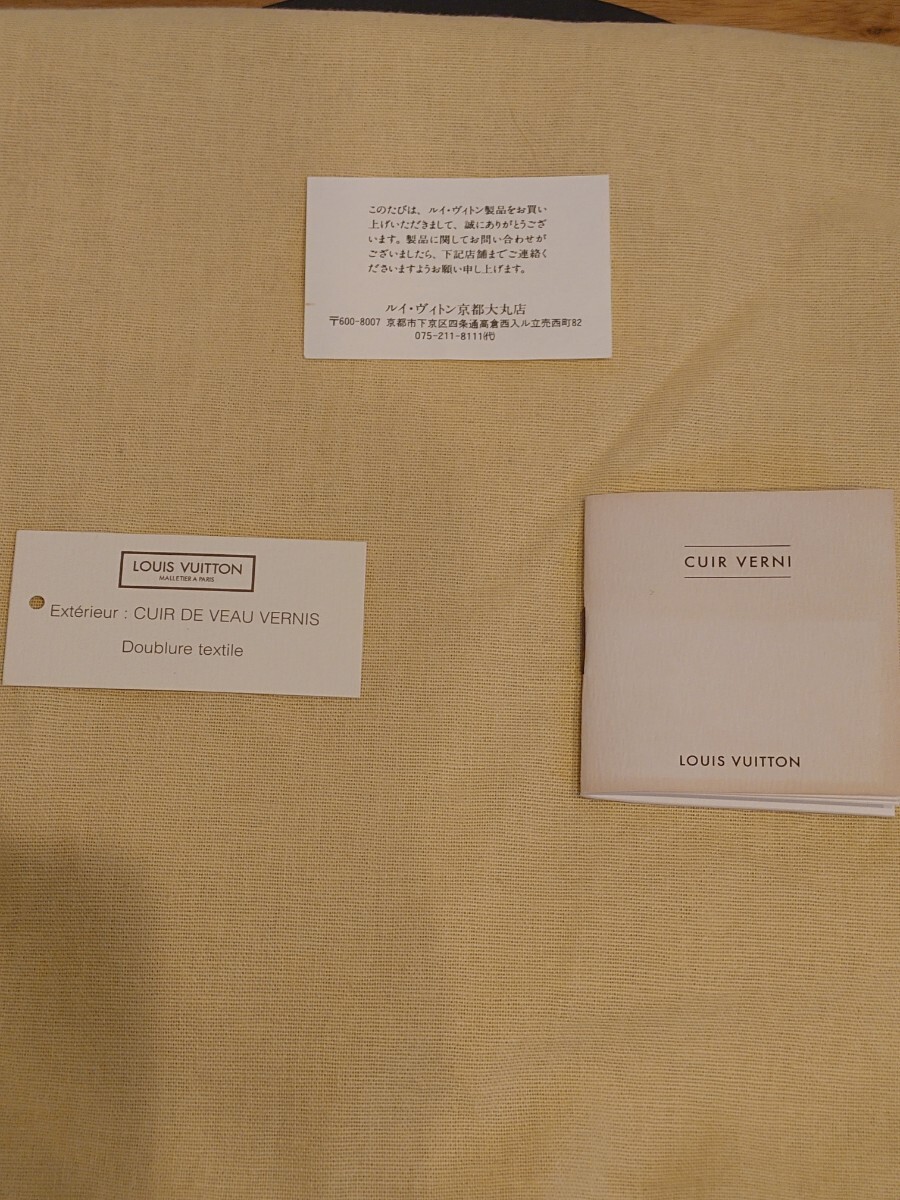 このたびは、ルイ・ヴィトン製品をお買い
上げいただきまして、誠にありがとうござ
います。製品に関してお問い合わせが
ございましたら、下記店舗までご連絡く
ださいますようお願い申し上げます。
ルイ・ヴィトン京都大丸店
〒600-8007 京都市下京区四条通高倉西入ル立売西町82
075-211-8111㈹
LOUIS VUITTON
MALLETIER A PARIS
Extérieur : CUIR DE VEAU VERNIS
Doublure textile
CUIR VERNI
LOUIS VUITTON